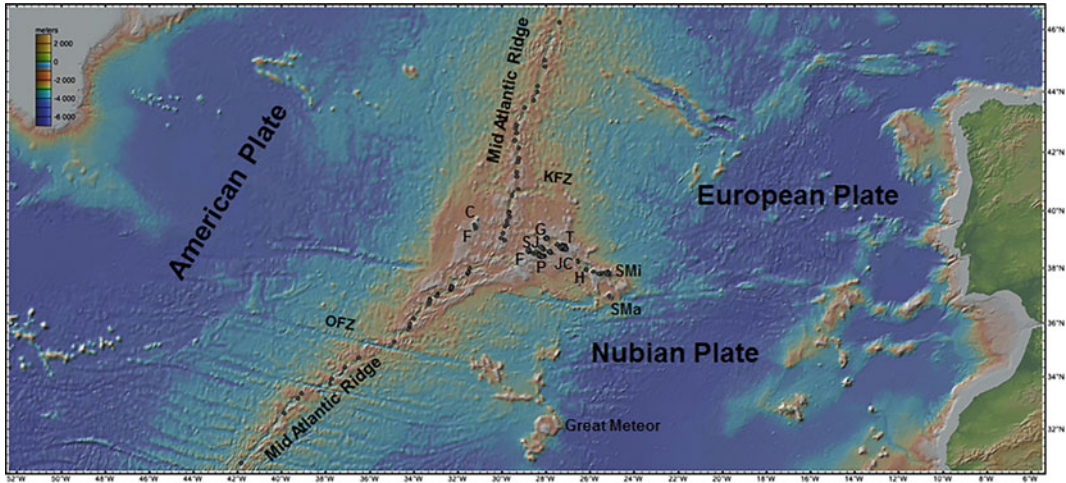 meters
2 000
0
-2 000
-4 000
-6 000
American Plate
Mid Atlantic Ridge
KFZ
European Plate
C
F
G
T
S
J
F
P
JC
H
SMi
SMa
OFZ
Nubian Plate
Mid Atlantic Ridge
Great Meteor
46°N
44°N
42°N
40°N
38°N
36°N
34°N
32°N
52°W
50°W
48°W
46°W
44°W
42°W
40°W
38°W
36°W
34°W
32°W
30°W
28°W
26°W
24°W
22°W
20°W
18°W
16°W
14°W
12°W
10°W
8°W
6°W